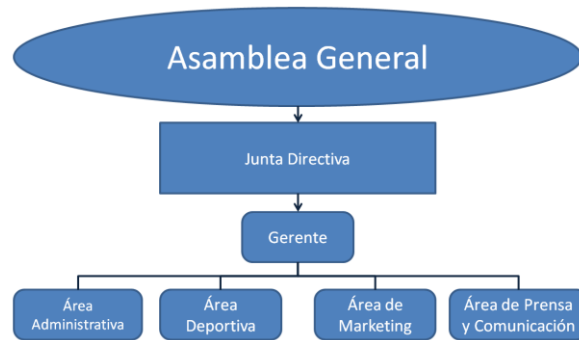 Asamblea General
Junta Directiva
Gerente
Área
Administrativa
Área
Deportiva
Área de
Marketing
Área de Prensa
y Comunicación